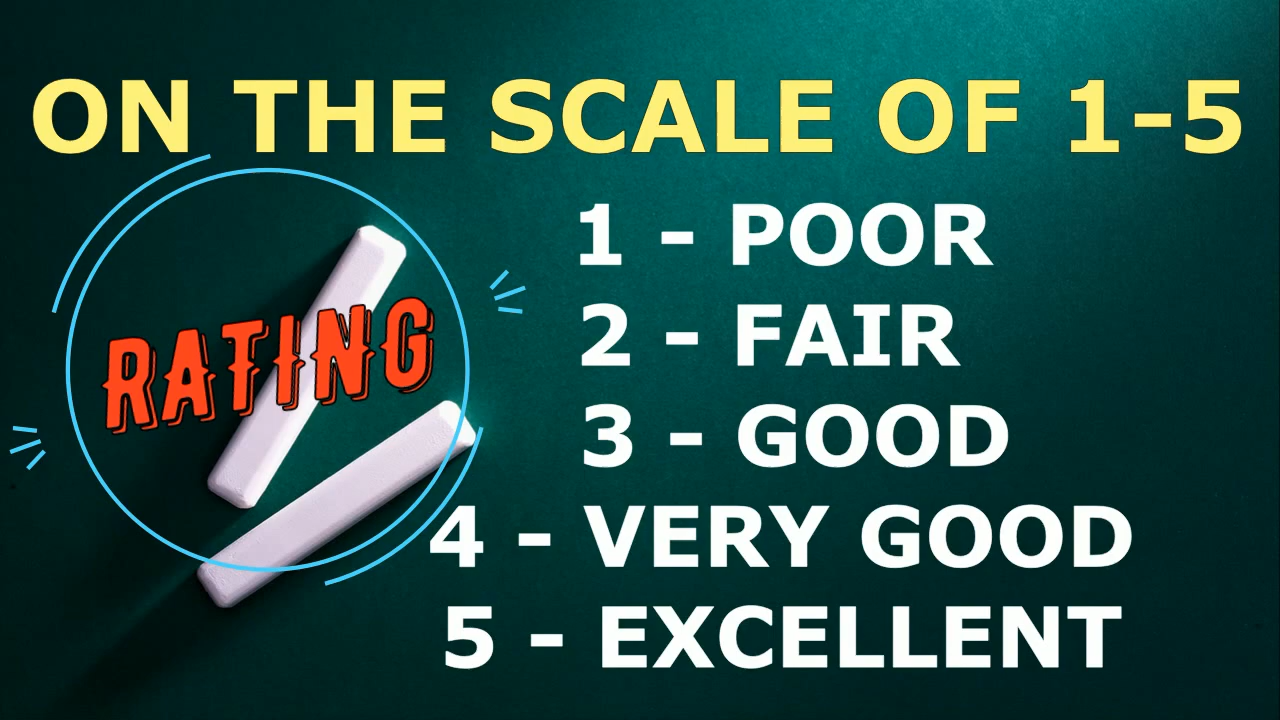 ON THE SCALE OF 1-5
RATING
1 - POOR
2 - FAIR
3 - GOOD
4 - VERY GOOD
5 - EXCELLENT